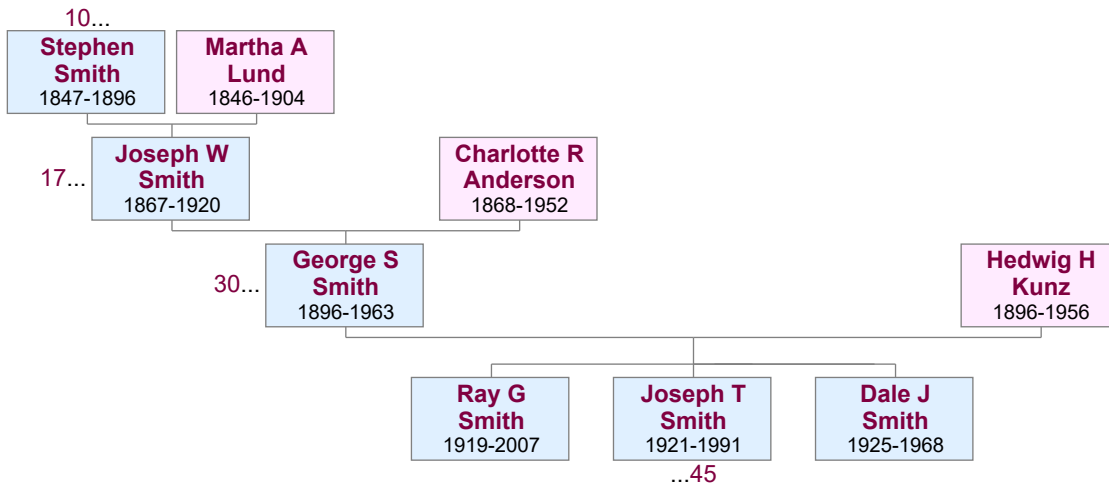 10...
Stephen
Smith
1847-1896
Martha A
Lund
1846-1904
17...
Joseph W
Smith
1867-1920
Charlotte R
Anderson
1868-1952
30...
George S
Smith
1896-1963
Hedwig H
Kunz
1896-1956
Ray G
Smith
1919-2007
Joseph T
Smith
1921-1991
Dale J
Smith
1925-1968
...45